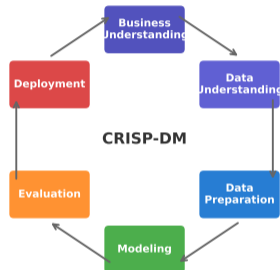 Business
Understanding
Data
Understanding
Data
Preparation
Modeling
Evaluation
Deployment
CRISP-DM